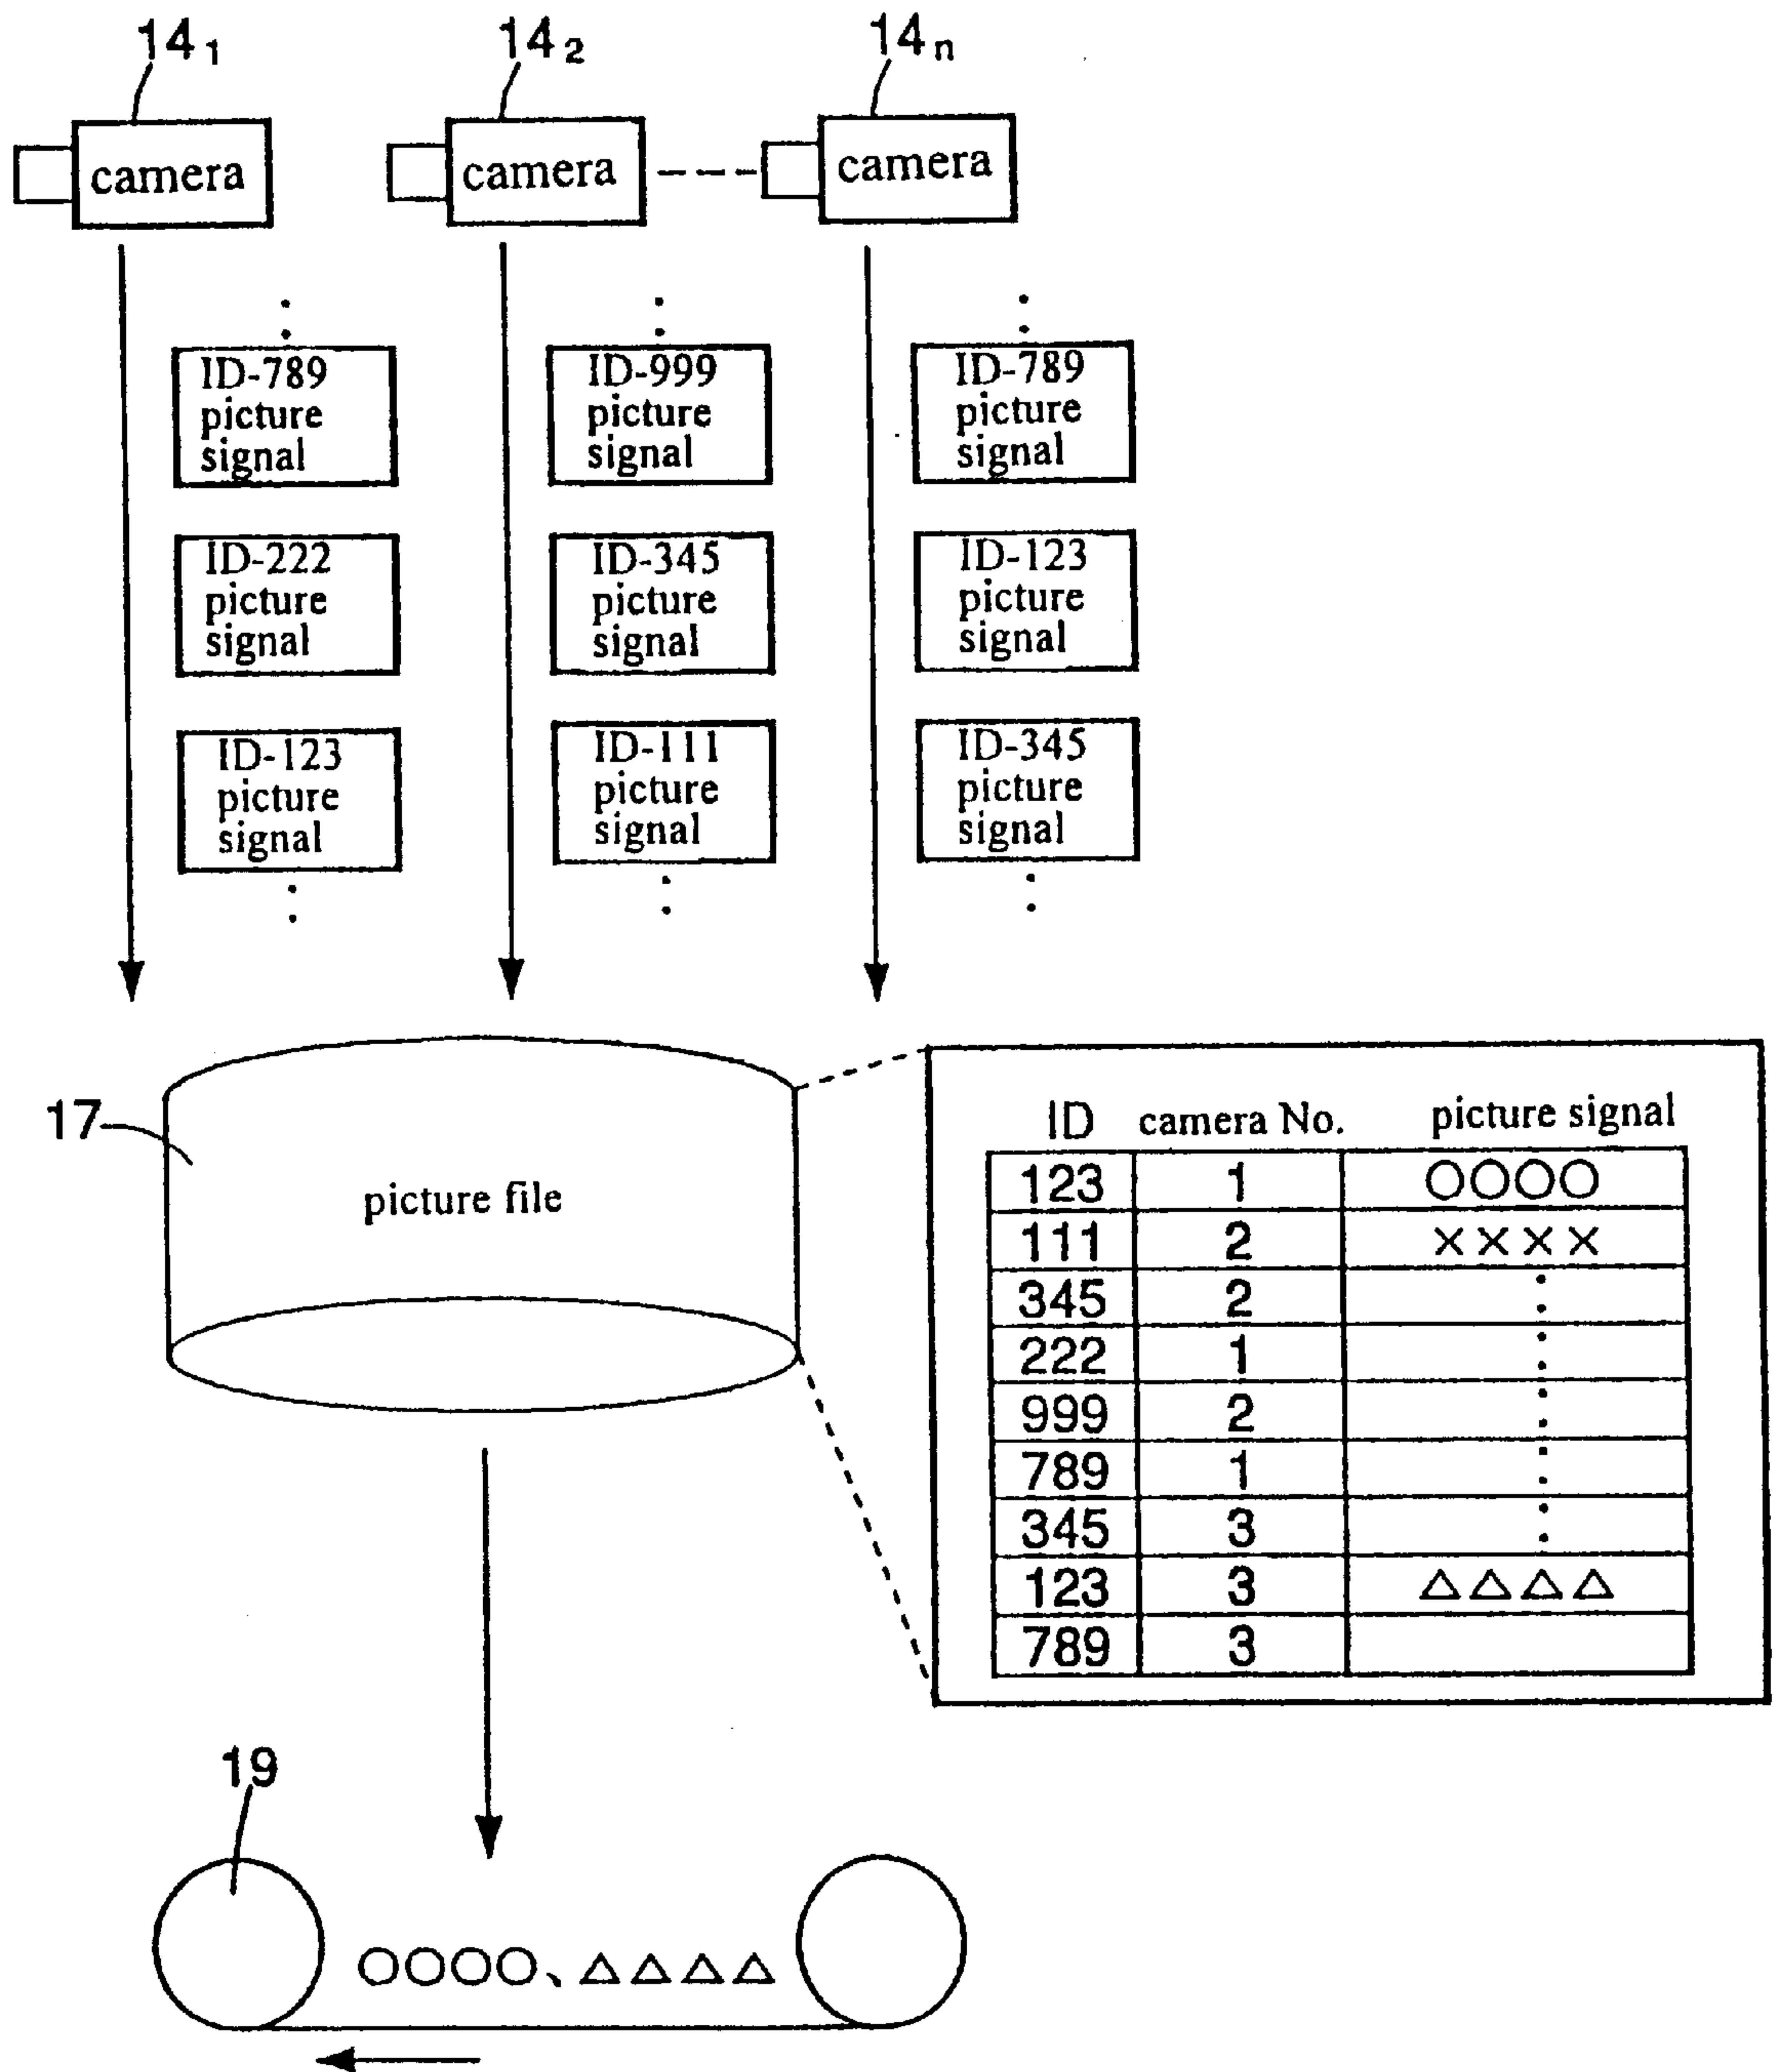 14₁ 14₂ 14ₙ
camera camera camera
ID-789 picture signal
ID-222 picture signal
ID-123 picture signal
ID-999 picture signal
ID-345 picture signal
ID-111 picture signal
ID-789 picture signal
ID-123 picture signal
ID-345 picture signal
17
picture file
ID camera No. picture signal
123 1 ○○○○
111 2 ××××
345 2
222 1
999 2
789 1
345 3
123 3 △△△△
789 3
19
○○○○、△△△△